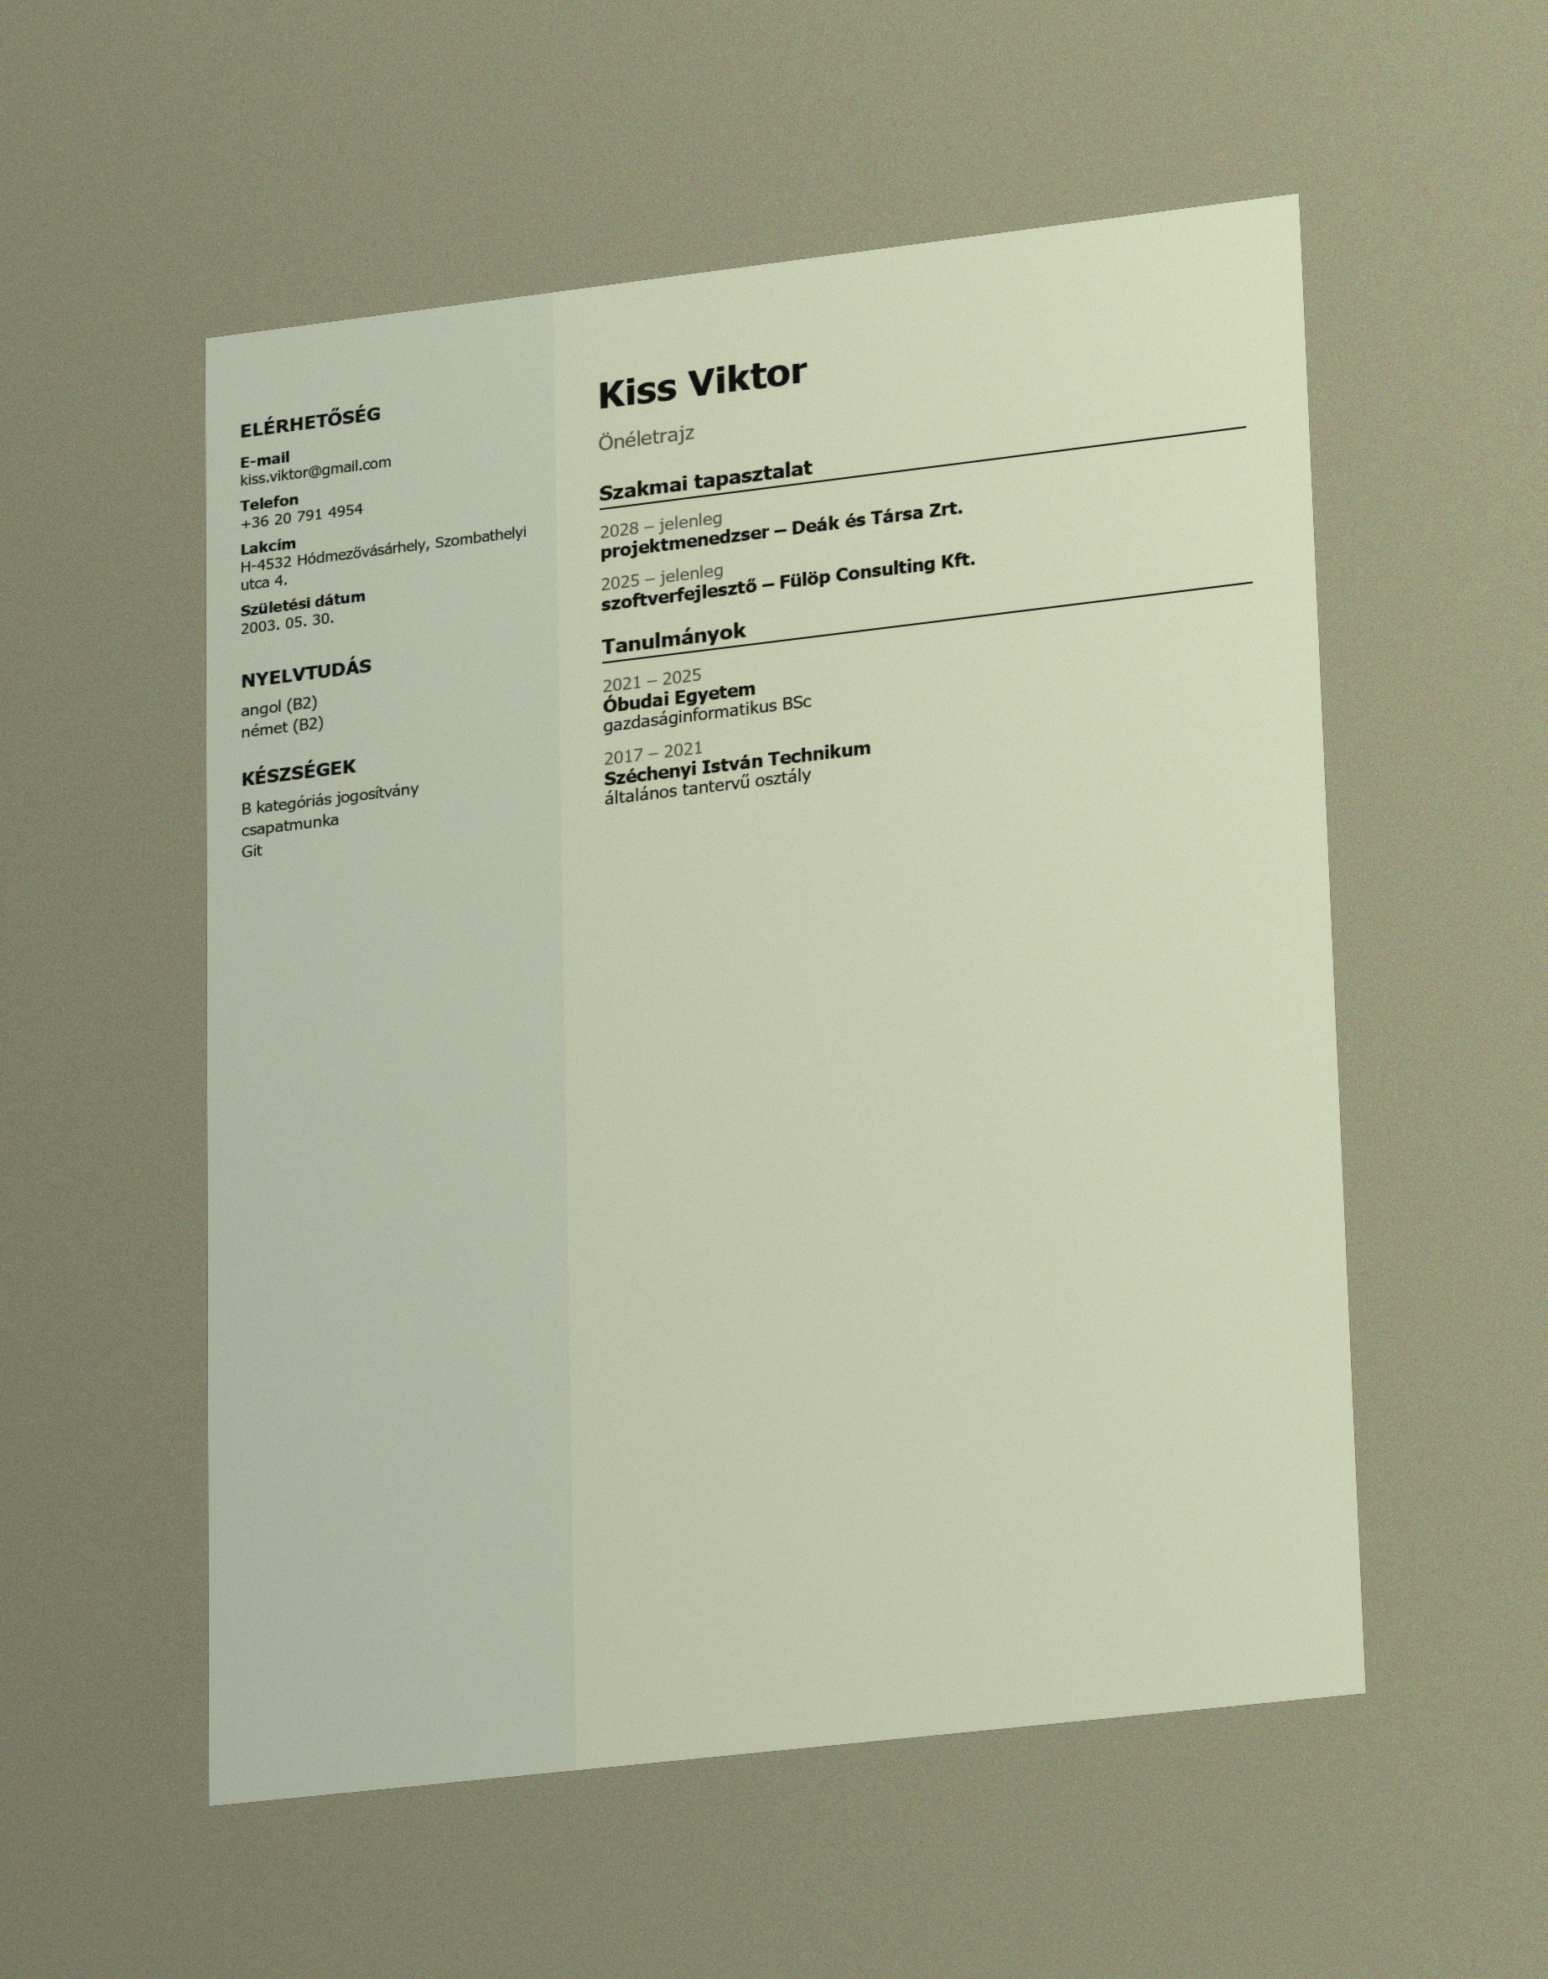 ELÉRHETŐSÉG
E-mail
kiss.viktor@gmail.com
Telefon
+36 20 791 4954
Lakcím
H-4532 Hódmezővásárhely, Szombathelyi
utca 4.
Születési dátum
2003. 05. 30.
NYELVTUDÁS
angol (B2)
német (B2)
KÉSZSÉGEK
B kategóriás jogosítvány
csapatmunka
Git
Kiss Viktor
Önéletrajz
Szakmai tapasztalat
2028 – jelenleg
projektmenedzser – Deák és Társa Zrt.
2025 – jelenleg
szoftverfejlesztő – Fülöp Consulting Kft.
Tanulmányok
2021 – 2025
Óbudai Egyetem
gazdaságinformatikus BSc
2017 – 2021
Széchenyi István Technikum
általános tantervű osztály